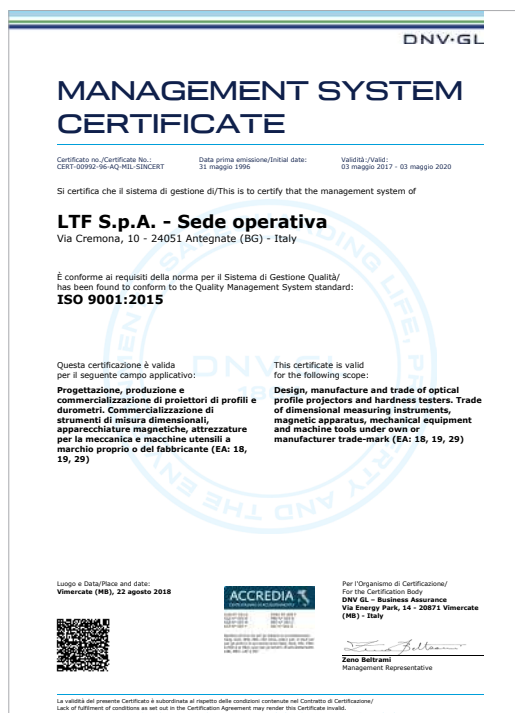 DNV·GL
MANAGEMENT SYSTEM
CERTIFICATE
Certificato no./Certificate No.:
CERT-00992-96-AQ-MIL-SINCERT
Data prima emissione/Initial date:
31 maggio 1996
Validità:/Valid:
03 maggio 2017 - 03 maggio 2020
Si certifica che il sistema di gestione di/This is to certify that the management system of
LTF S.p.A. - Sede operativa
Via Cremona, 10 - 24051 Antegnate (BG) - Italy
È conforme ai requisiti della norma per il Sistema di Gestione Qualità/
has been found to conform to the Quality Management System standard:
ISO 9001:2015
Questa certificazione è valida
per il seguente campo applicativo:
Progettazione, produzione e
commercializzazione di proiettori di profili e
durometri. Commercializzazione di
strumenti di misura dimensionali,
apparecchiature magnetiche, attrezzature
per la meccanica e macchine utensili a
marchio proprio o del fabbricante (EA: 18,
19, 29)
This certificate is valid
for the following scope:
Design, manufacture and trade of optical
profile projectors and hardness testers. Trade
of dimensional measuring instruments,
magnetic apparatus, mechanical equipment
and machine tools under own or
manufacturer trade-mark (EA: 18, 19, 29)
DNV·GL
Luogo e Data/Place and date:
Vimercate (MB), 22 agosto 2018
ACCREDIA
Per l'Organismo di Certificazione/
For the Certification Body
DNV GL – Business Assurance
Via Energy Park, 14 - 20871 Vimercate
(MB) - Italy
Zeno Beltrami
Zeno Beltrami
Management Representative
La validità del presente Certificato è subordinata al rispetto delle condizioni contenute nel Contratto di Certificazione/
Lack of fulfilment of conditions as set out in the Certification Agreement may render this Certificate invalid.